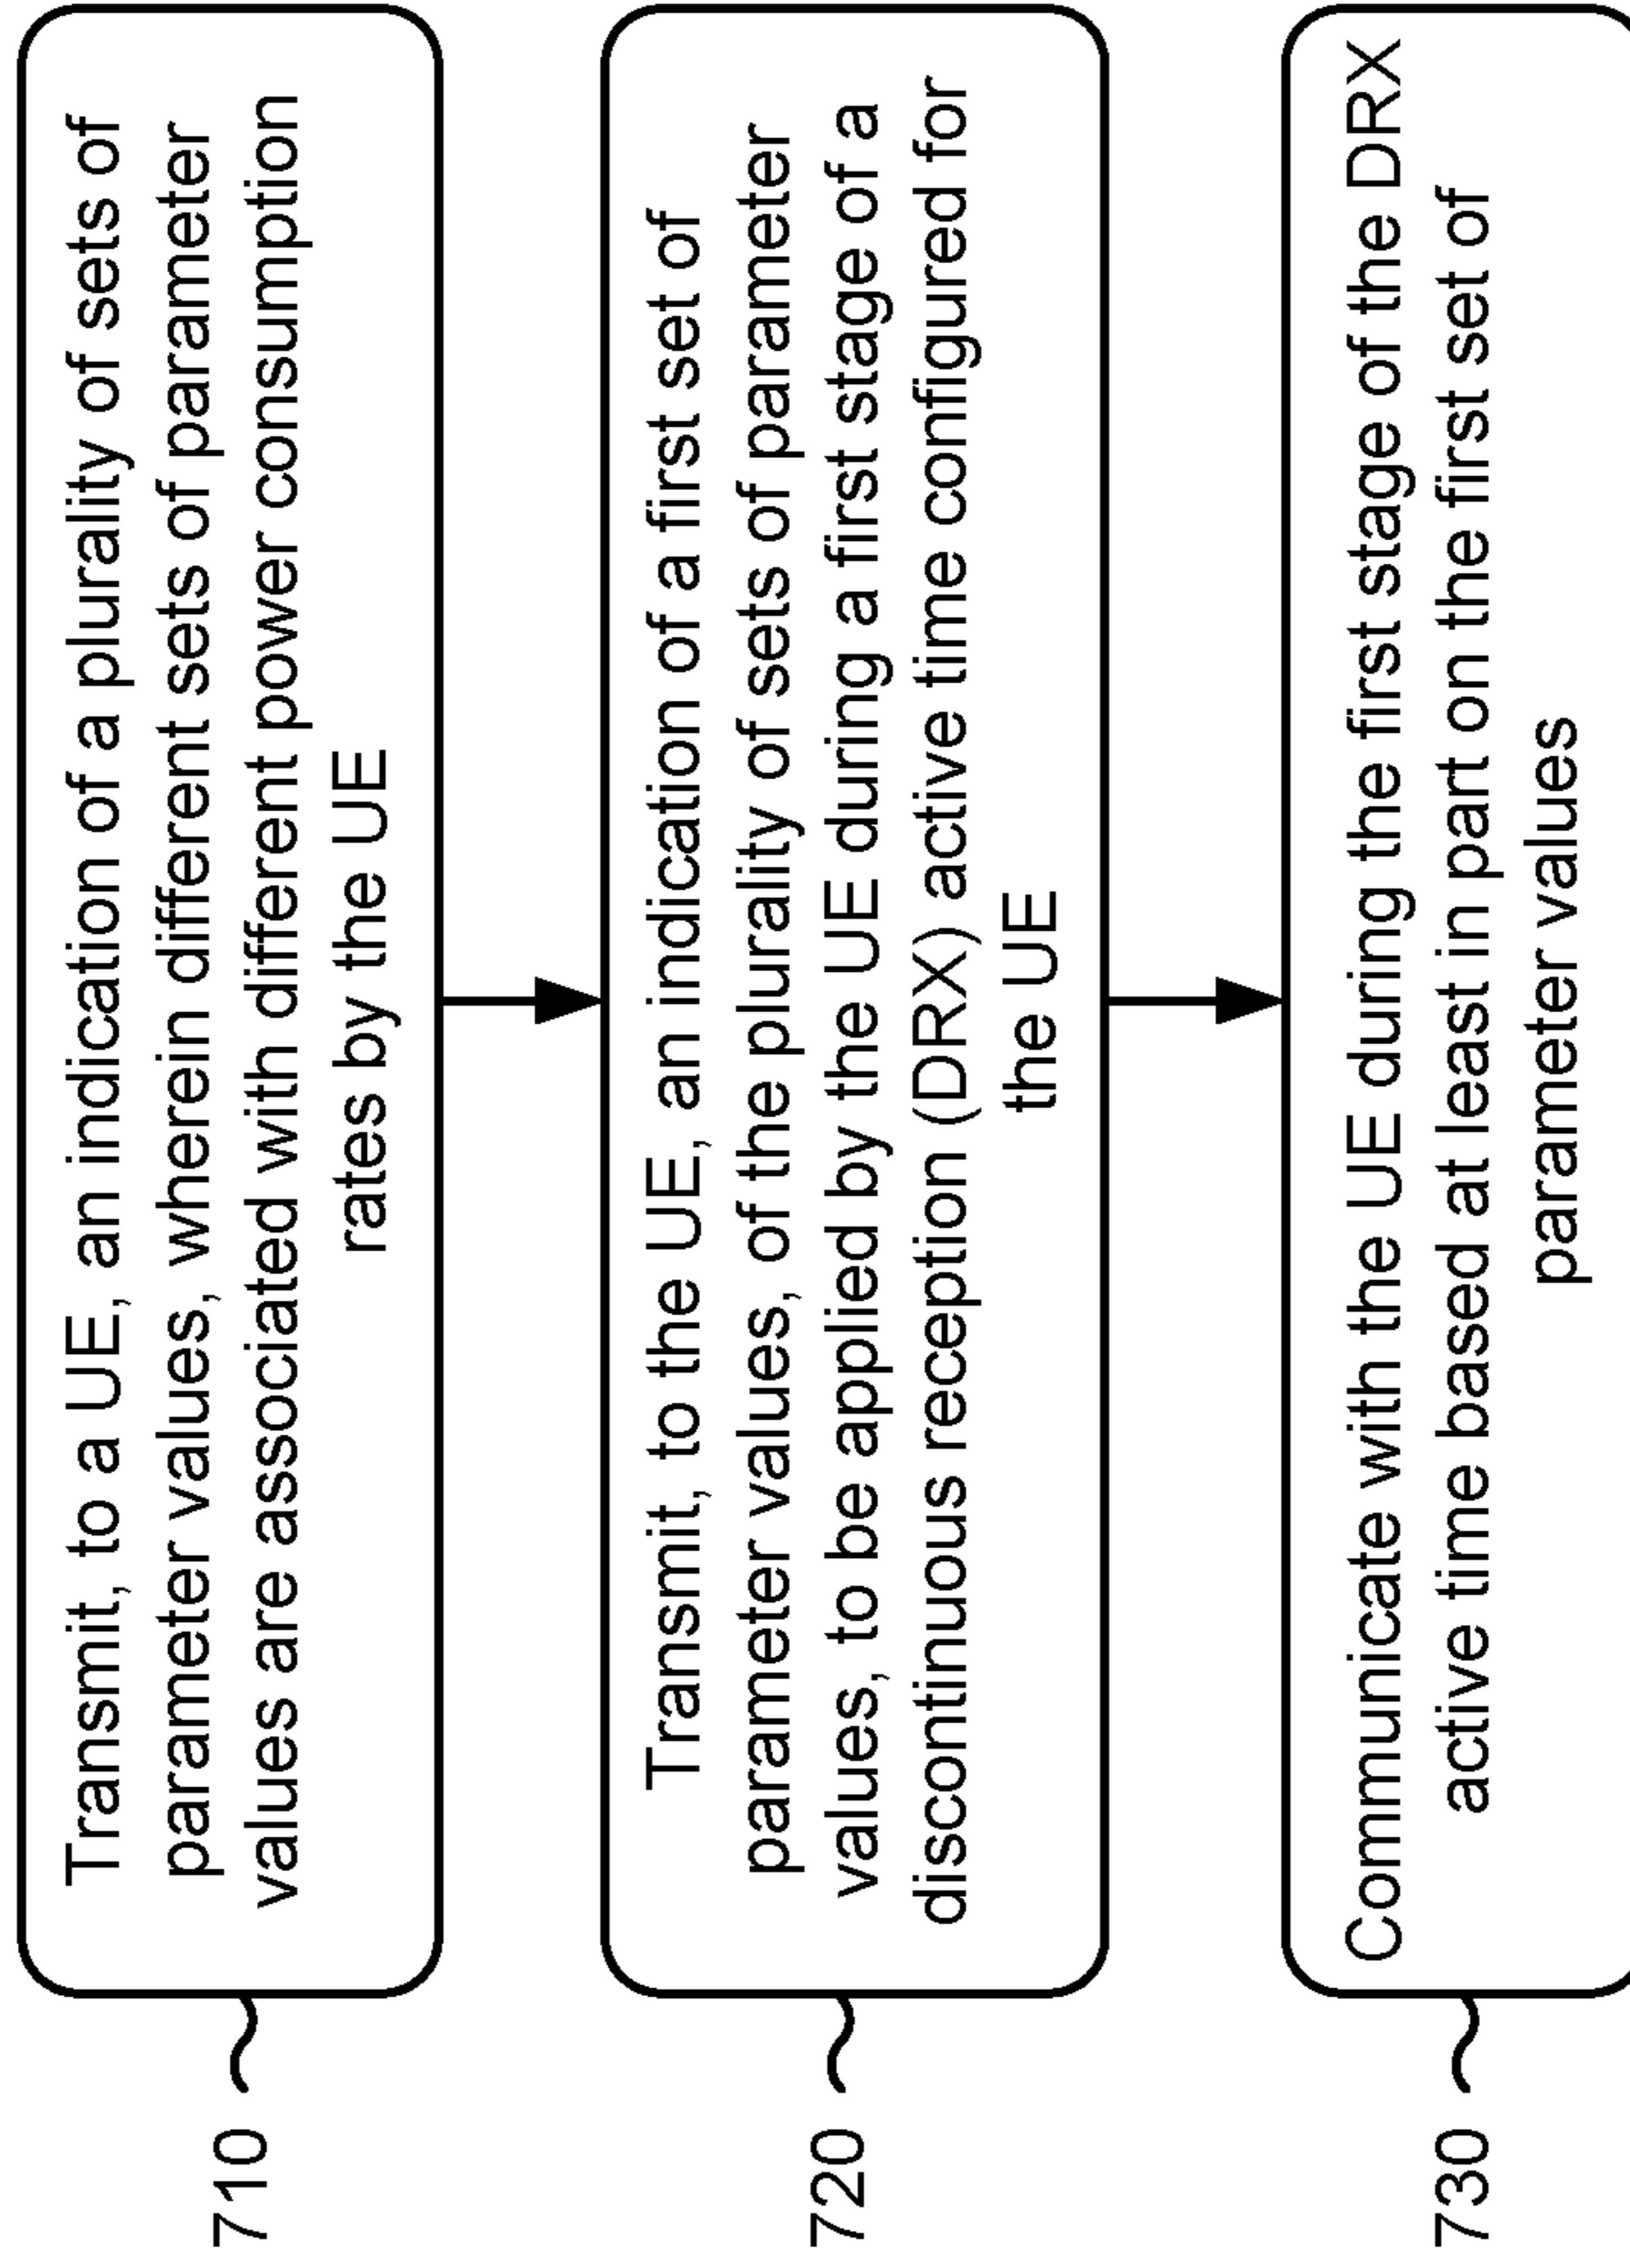 710
Transmit, to a UE, an indication of a plurality of sets of
parameter values, wherein different sets of parameter
values are associated with different power consumption
rates by the UE
720
Transmit, to the UE, an indication of a first set of
parameter values, of the plurality of sets of parameter
values, to be applied by the UE during a first stage of a
discontinuous reception (DRX) active time configured for
the UE
730
Communicate with the UE during the first stage of the DRX
active time based at least in part on the first set of
parameter values